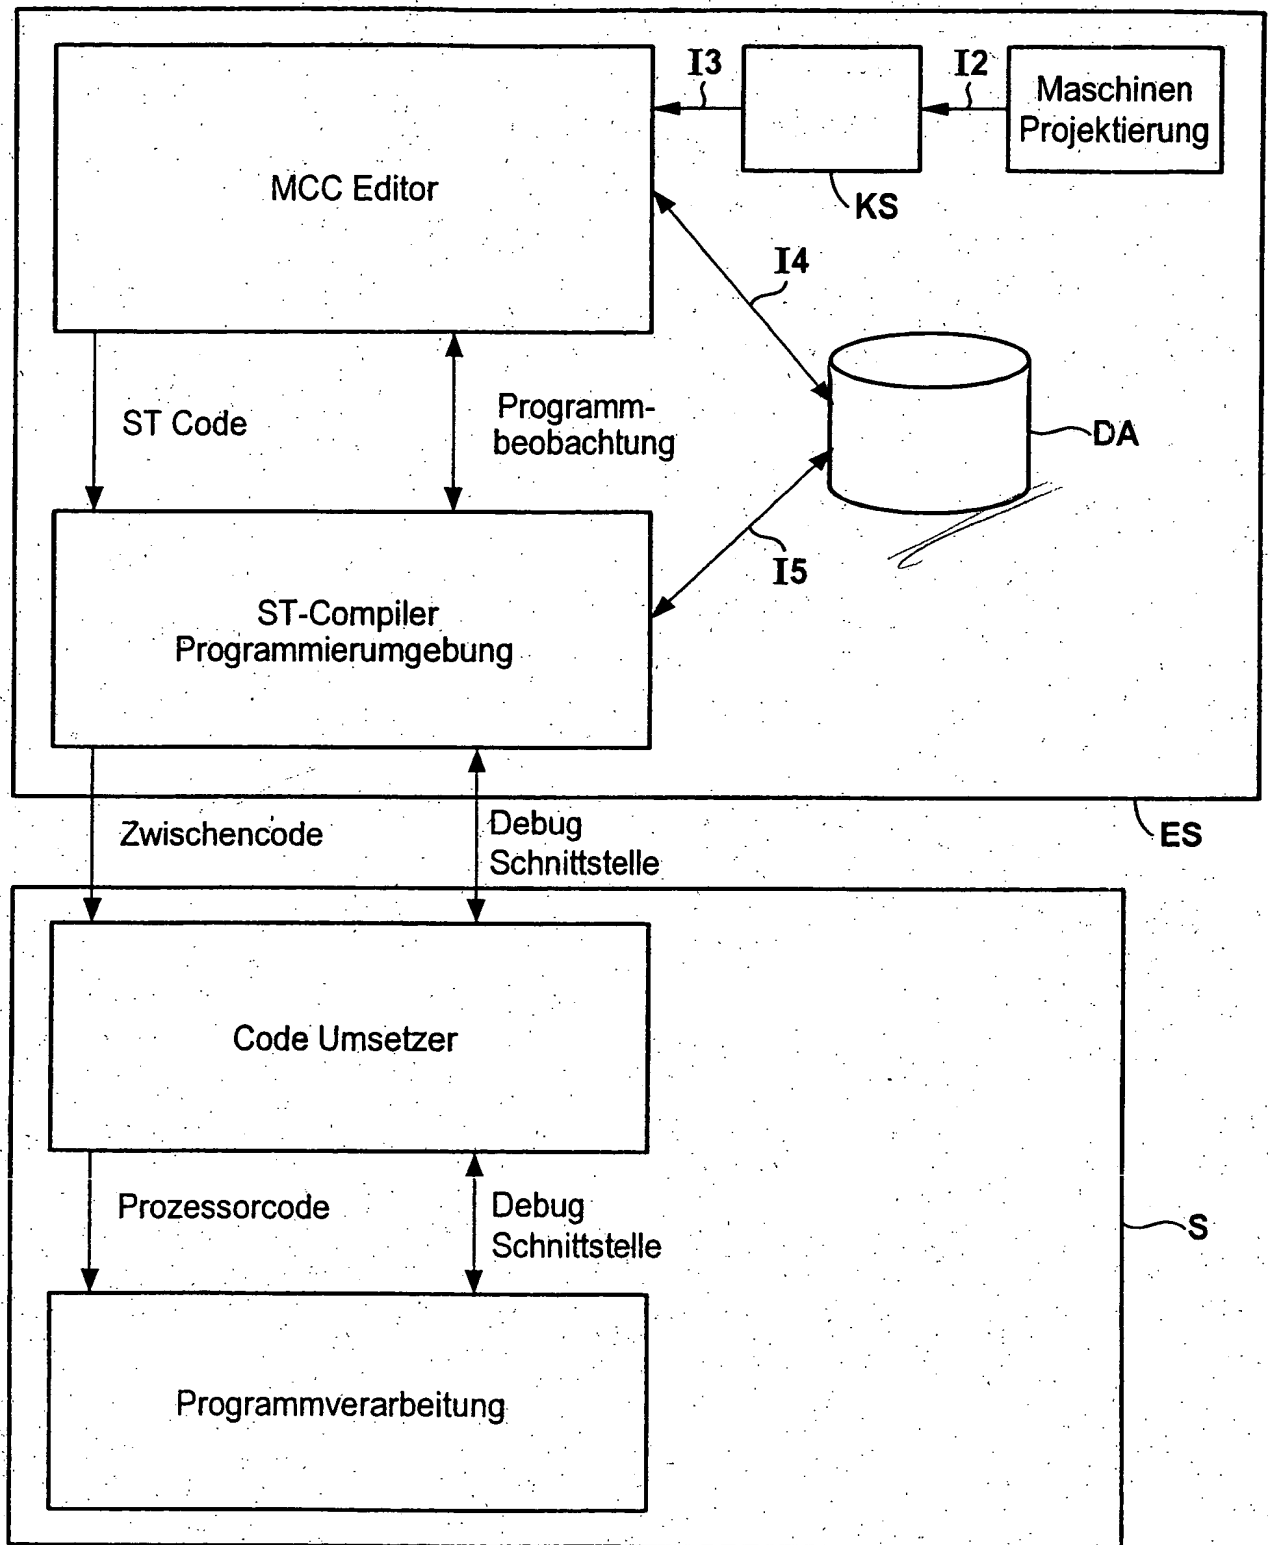 I3
I2
Maschinen
Projektierung
MCC Editor
KS
I4
ST Code
Programm-
beobachtung
DA
I5
ST-Compiler
Programmierumgebung
Zwischencode
Debug
Schnittstelle
ES
Code Umsetzer
Prozessorcode
Debug
Schnittstelle
S
Programmverarbeitung